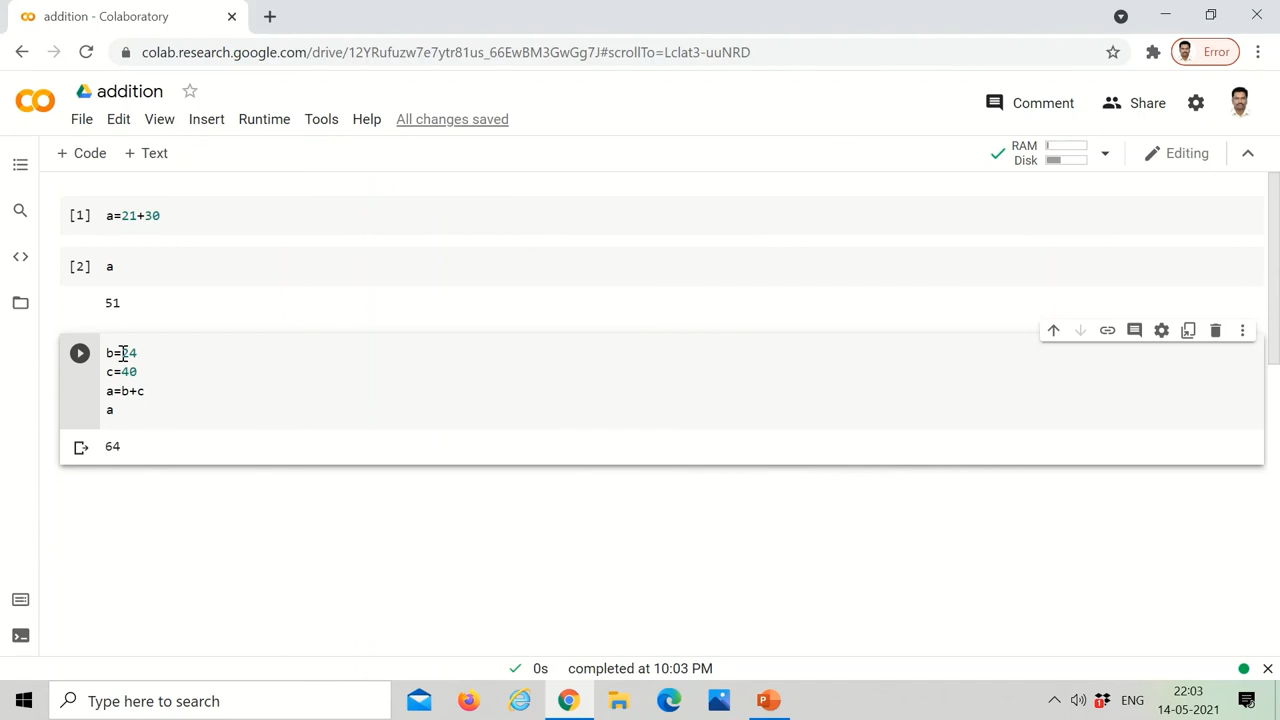 addition - Colaboratory
colab.research.google.com/drive/12YRufuzw7e7ytr81us_66EwBM3GwGg7J#scrollTo=Lclat3-uuNRD
Error
addition
Comment
Share
File Edit View Insert Runtime Tools Help All changes saved
+ Code + Text
RAM
Disk
Editing
[1] a=21+30
[2] a
51
b=24
c=40
a=b+c
a
64
0s completed at 10:03 PM
Type here to search
ENG
22:03
14-05-2021